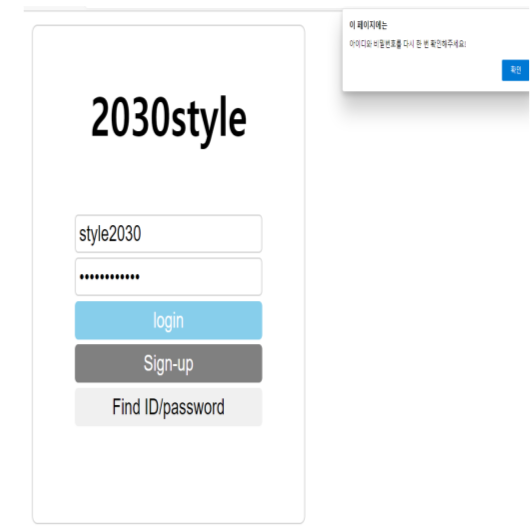 이 페이지에는
아이디와 비밀번호를 다시 한 번 확인해주세요!
확인
2030style
style2030
••••••••••••
login
Sign-up
Find ID/password